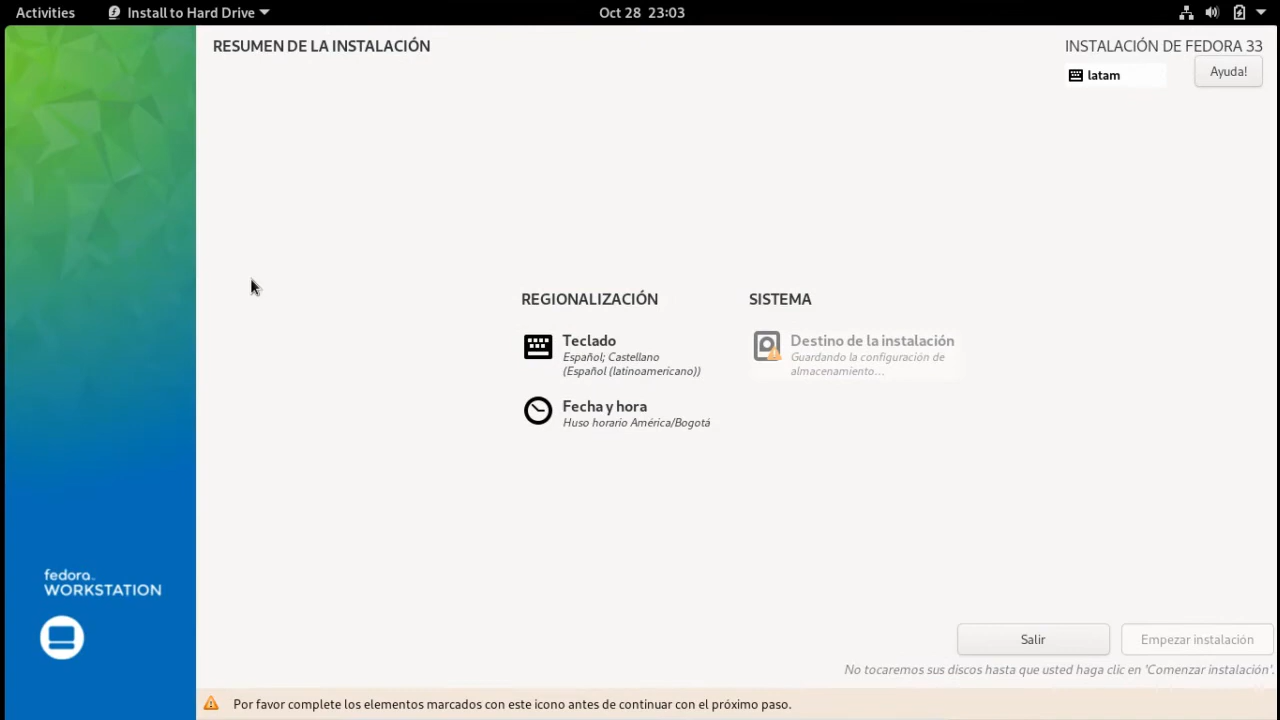 Activities
Install to Hard Drive
Oct 28 23:03
RESUMEN DE LA INSTALACIÓN
INSTALACIÓN DE FEDORA 33
latam
Ayuda!
REGIONALIZACIÓN
Teclado
Español; Castellano
(Español (latinoamericano))
Fecha y hora
Huso horario América/Bogotá
SISTEMA
Destino de la instalación
Guardando la configuración de
almacenamiento...
fedora™
WORKSTATION
Salir
Empezar instalación
No tocaremos sus discos hasta que usted haga clic en 'Comenzar instalación'.
Por favor complete los elementos marcados con este icono antes de continuar con el próximo paso.